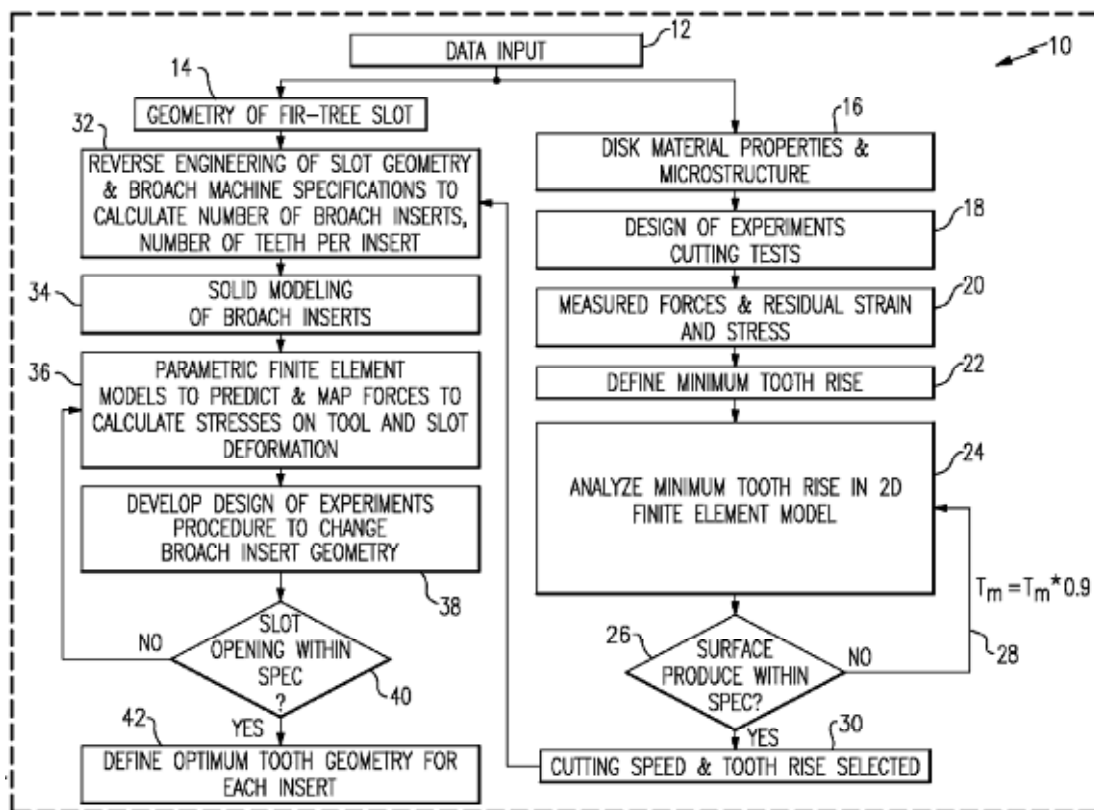 12
DATA INPUT
10
14
GEOMETRY OF FIR-TREE SLOT
32
REVERSE ENGINEERING OF SLOT GEOMETRY
& BROACH MACHINE SPECIFICATIONS TO
CALCULATE NUMBER OF BROACH INSERTS,
NUMBER OF TEETH PER INSERT
34
SOLID MODELING
OF BROACH INSERTS
36
PARAMETRIC FINITE ELEMENT
MODELS TO PREDICT & MAP FORCES TO
CALCULATE STRESSES ON TOOL AND SLOT
DEFORMATION
DEVELOP DESIGN OF EXPERIMENTS
PROCEDURE TO CHANGE
BROACH INSERT GEOMETRY
38
SLOT
OPENING WITHIN
SPEC
?
NO
40
YES
42
DEFINE OPTIMUM TOOTH GEOMETRY FOR
EACH INSERT
16
DISK MATERIAL PROPERTIES &
MICROSTRUCTURE
18
DESIGN OF EXPERIMENTS
CUTTING TESTS
20
MEASURED FORCES & RESIDUAL STRAIN
AND STRESS
22
DEFINE MINIMUM TOOTH RISE
24
ANALYZE MINIMUM TOOTH RISE IN 2D
FINITE ELEMENT MODEL
Tm=Tm*0.9
28
26
SURFACE
PRODUCE WITHIN
SPEC?
NO
YES
30
CUTTING SPEED & TOOTH RISE SELECTED